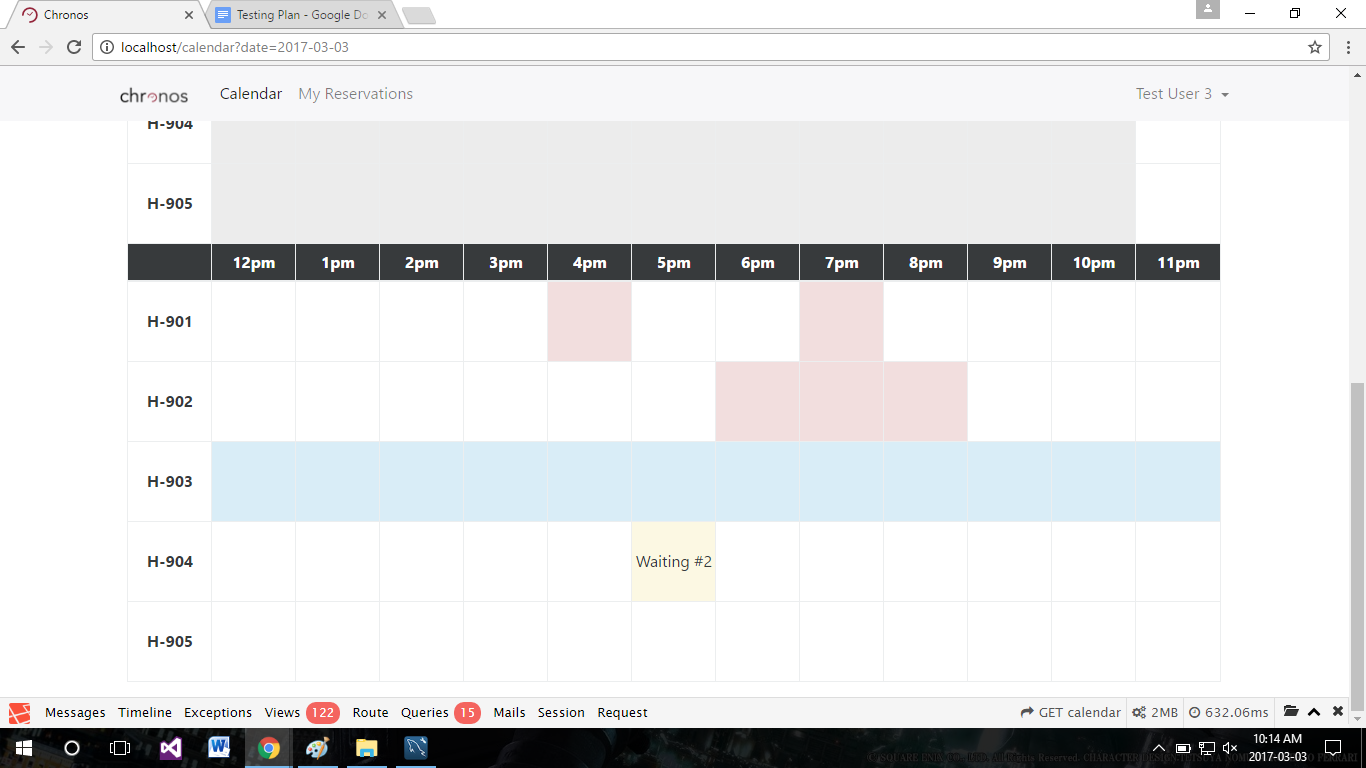 Chronos
Testing Plan - Google Do
localhost/calendar?date=2017-03-03
chronos Calendar My Reservations Test User 3
H-904
H-905
12pm 1pm 2pm 3pm 4pm 5pm 6pm 7pm 8pm 9pm 10pm 11pm
H-901
H-902
H-903
H-904 Waiting #2
H-905
Messages Timeline Exceptions Views 122 Route Queries 15 Mails Session Request GET calendar 2MB 632.06ms
10:14 AM
2017-03-03